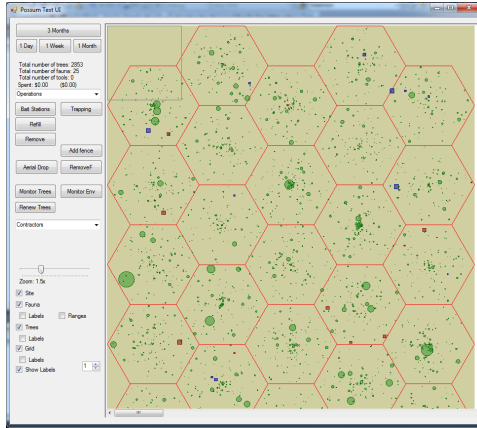 Possum Test UI
3 Months
1 Day 1 Week 1 Month
Total number of trees: 2853
Total number of fauna: 25
Total number of tools: 0
Spent: $0.00 ($0.00)
Operations
Bait Stations Trapping
Refill
Remove
Add fence
Aerial Drop RemoveF
Monitor Trees Monitor Env
Renew Trees
Contractors
Zoom: 1.5x
Site
Fauna
Labels Ranges
Trees
Labels
Grid
Labels
Show Labels 1